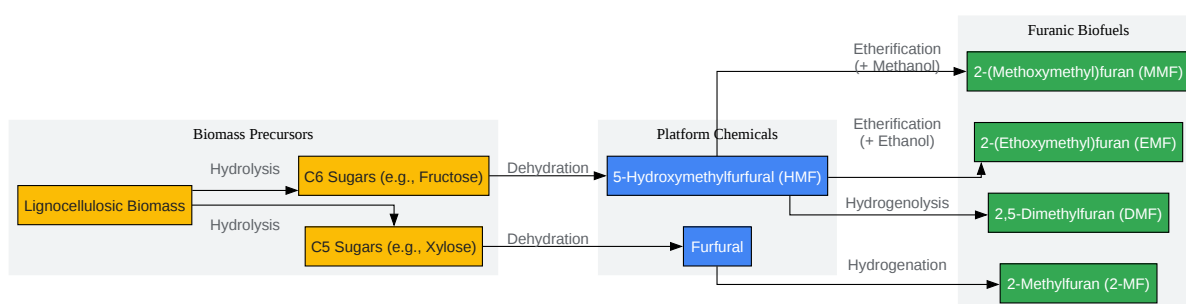 Furanic Biofuels
Etherification
(+ Methanol)
2-(Methoxymethyl)furan (MMF)
Biomass Precursors
Platform Chemicals
Etherification
(+ Ethanol)
2-(Ethoxymethyl)furan (EMF)
Hydrolysis
C6 Sugars (e.g., Fructose)
Dehydration
5-Hydroxymethylfurfural (HMF)
Lignocellulosic Biomass
Hydrogenolysis
2,5-Dimethylfuran (DMF)
Hydrolysis
C5 Sugars (e.g., Xylose)
Dehydration
Furfural
Hydrogenation
2-Methylfuran (2-MF)